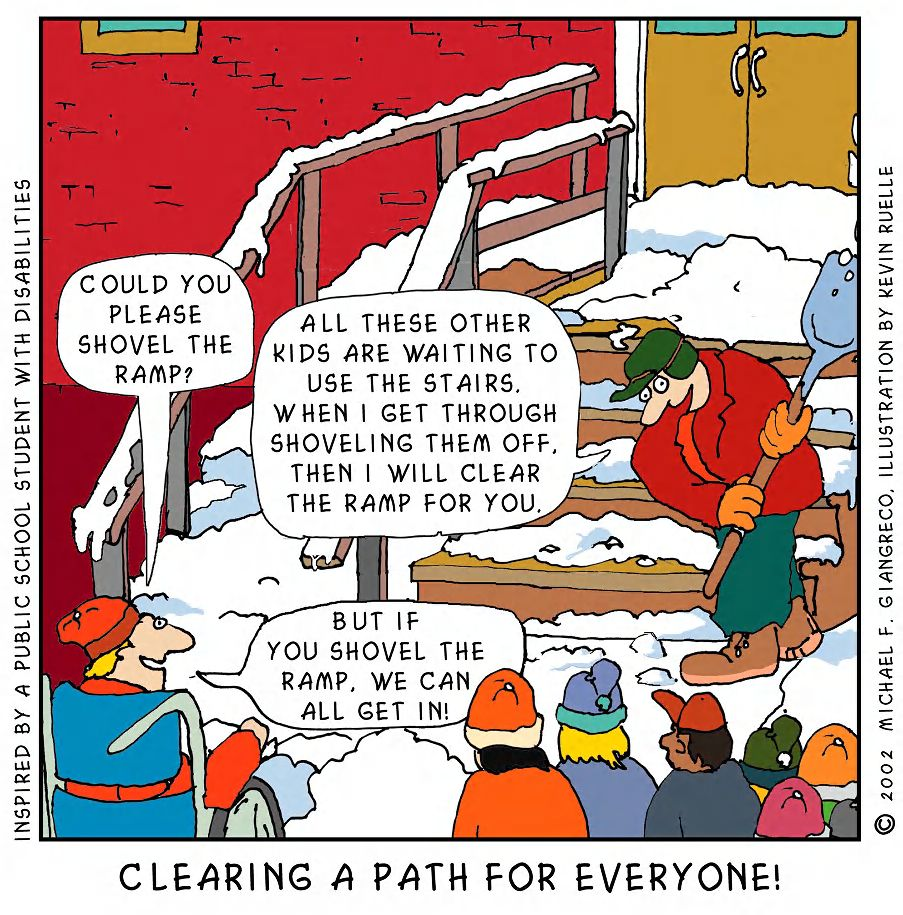 COULD YOU
PLEASE
SHOVEL THE
RAMP?
ALL THESE OTHER
KIDS ARE WAITING TO
USE THE STAIRS.
WHEN I GET THROUGH
SHOVELING THEM OFF,
THEN I WILL CLEAR
THE RAMP FOR YOU.
BUT IF
YOU SHOVEL THE
RAMP, WE CAN
ALL GET IN!
INSPIRED BY A PUBLIC SCHOOL STUDENT WITH DISABILITIES
© 2002 MICHAEL F. GIANGRECO, ILLUSTRATION BY KEVIN RUELLE
CLEARING A PATH FOR EVERYONE!